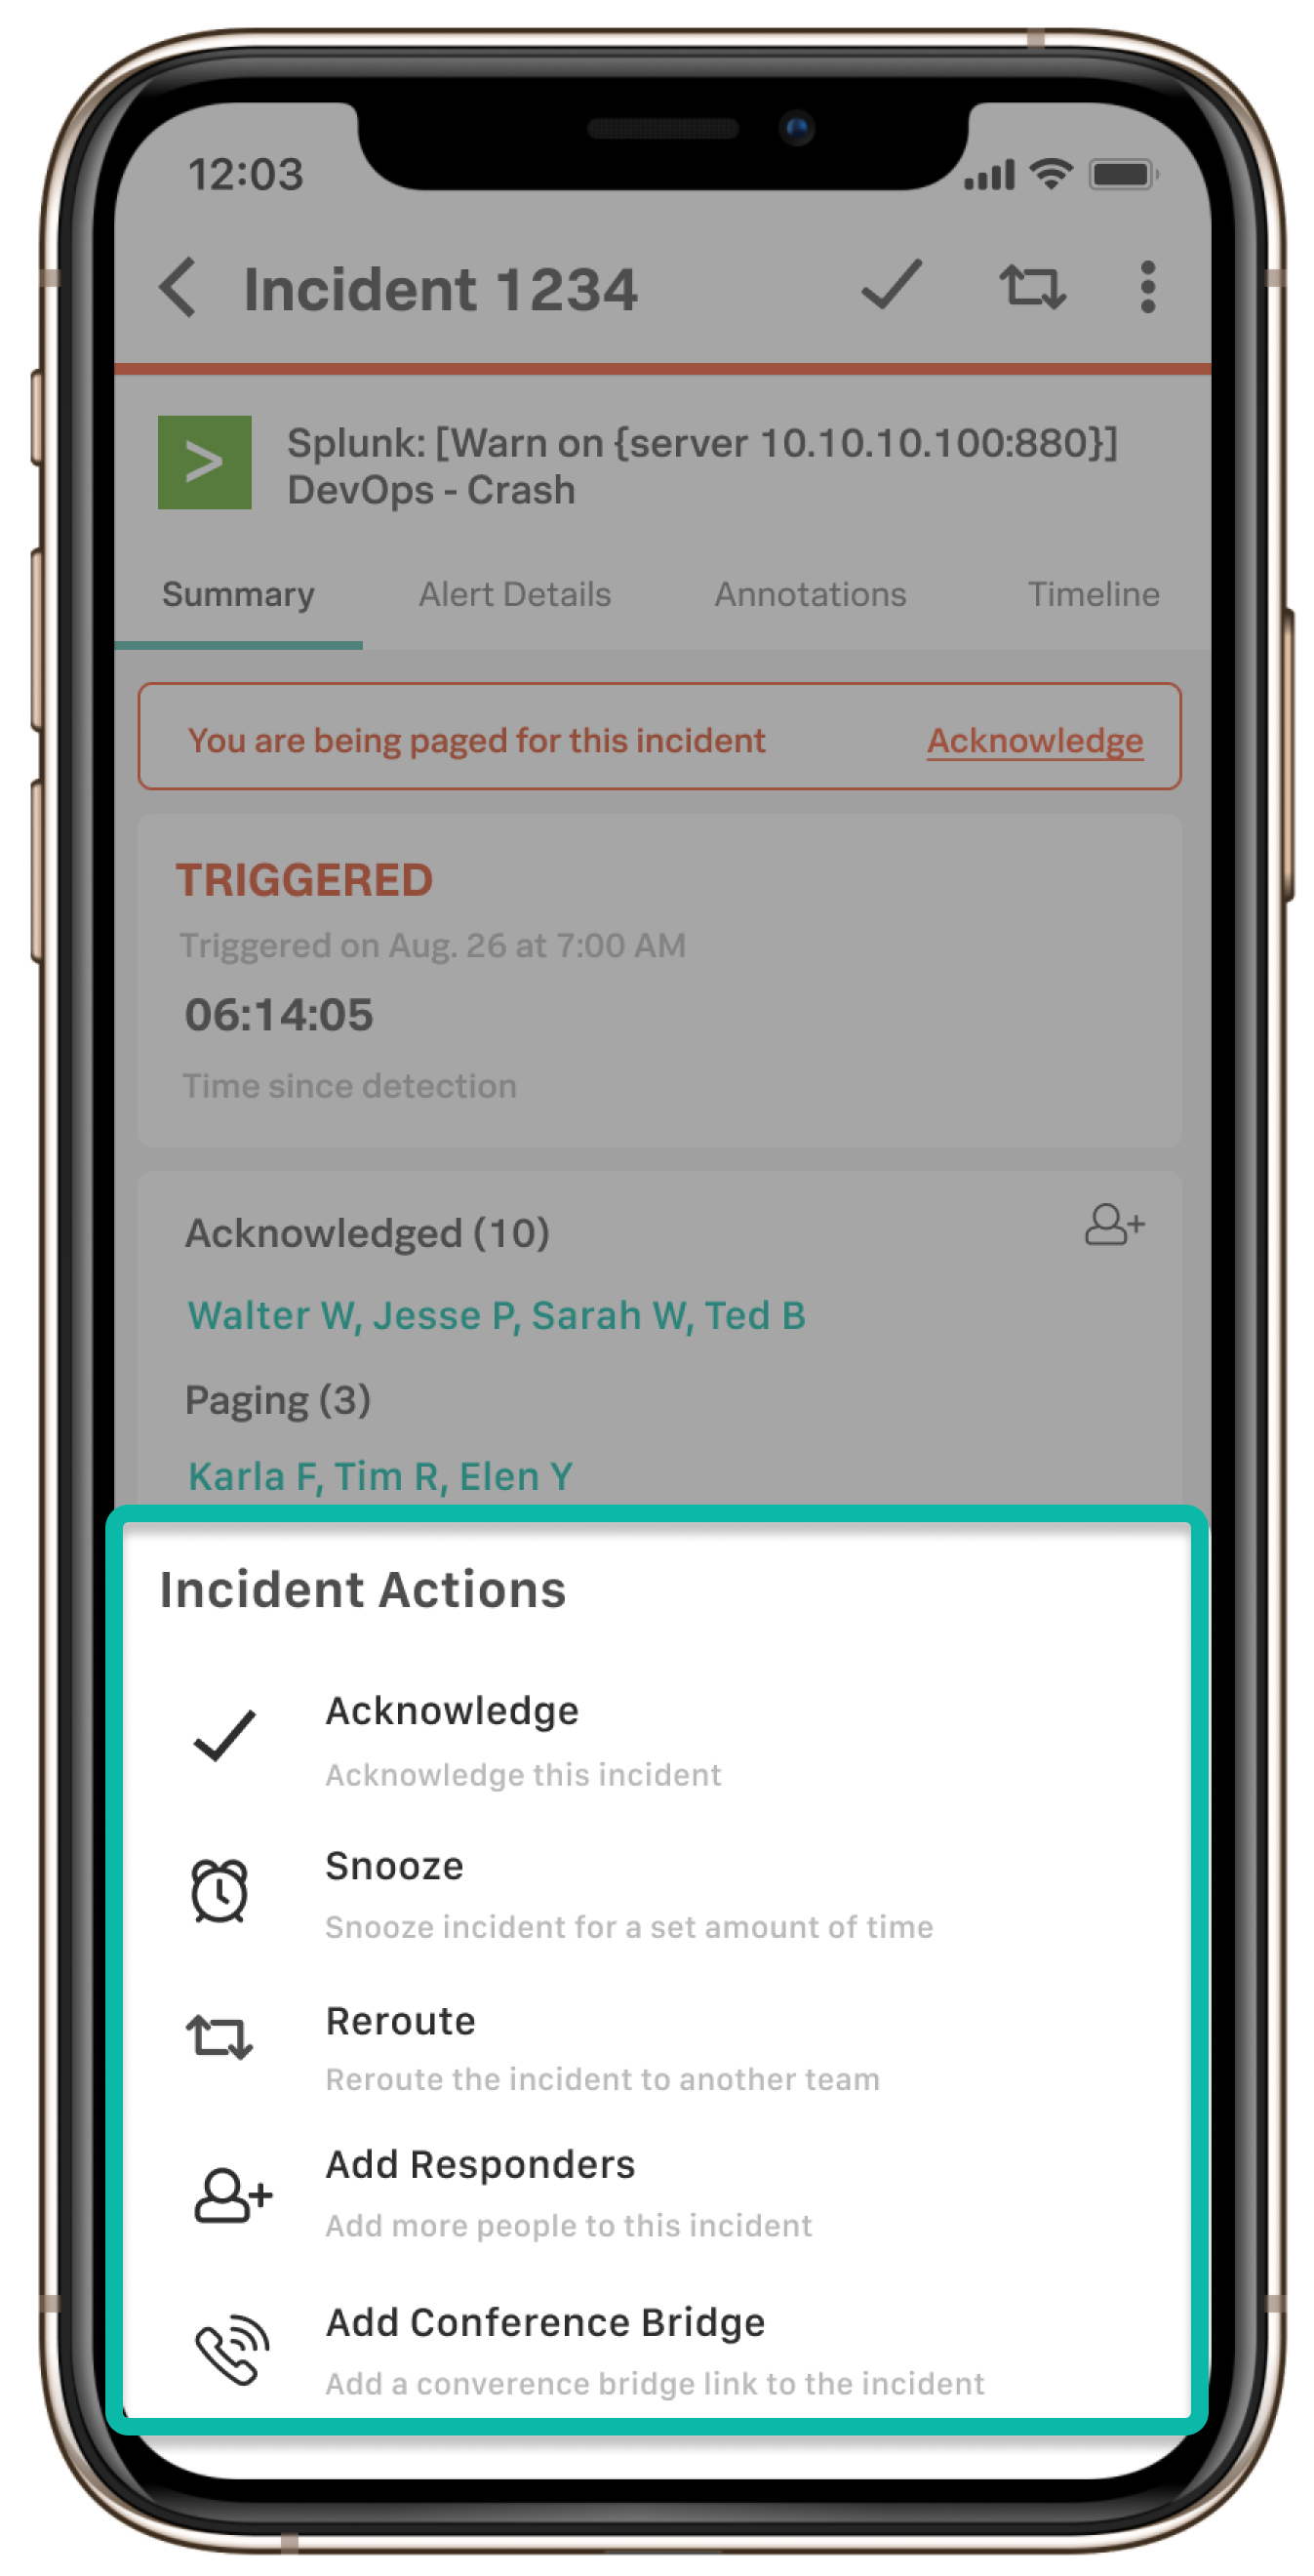 12:03
Incident 1234
Splunk: [Warn on {server 10.10.10.100:880}]
DevOps - Crash
Summary Alert Details Annotations Timeline
You are being paged for this incident Acknowledge
TRIGGERED
Triggered on Aug. 26 at 7:00 AM
06:14:05
Time since detection
Acknowledged (10)
Walter W, Jesse P, Sarah W, Ted B
Paging (3)
Karla F, Tim R, Elen Y
Incident Actions
Acknowledge
Acknowledge this incident
Snooze
Snooze incident for a set amount of time
Reroute
Reroute the incident to another team
Add Responders
Add more people to this incident
Add Conference Bridge
Add a converence bridge link to the incident